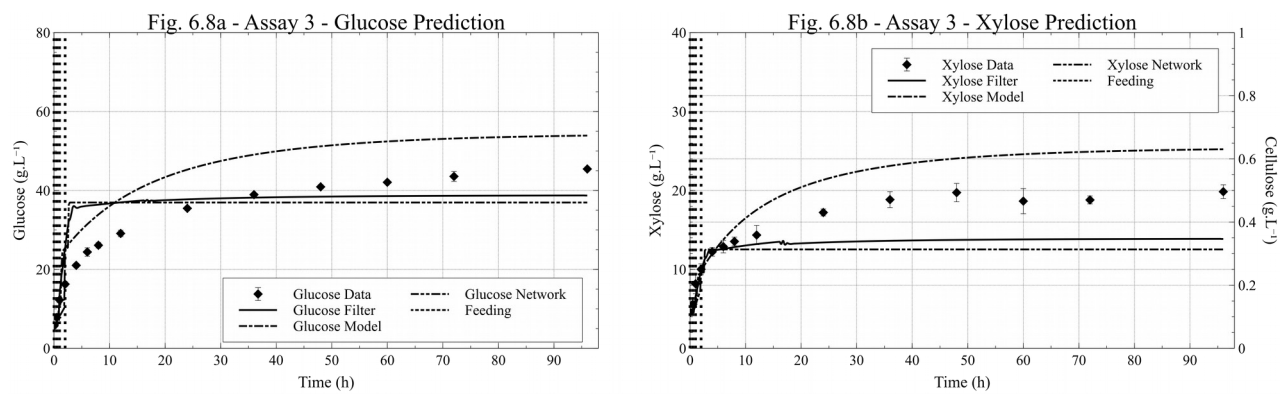 Fig. 6.8a - Assay 3 - Glucose Prediction
80
60
40
20
0
Glucose (g.L⁻¹)
Glucose Data
Glucose Filter
Glucose Model
Glucose Network
Feeding
0 10 20 30 40 50 60 70 80 90
Time (h)
Fig. 6.8b - Assay 3 - Xylose Prediction
40
30
20
10
0
Xylose (g.L⁻¹)
Xylose Data
Xylose Filter
Xylose Model
Xylose Network
Feeding
1
0.8
0.6
0.4
0.2
0
Cellulose (g.L⁻¹)
0 10 20 30 40 50 60 70 80 90
Time (h)